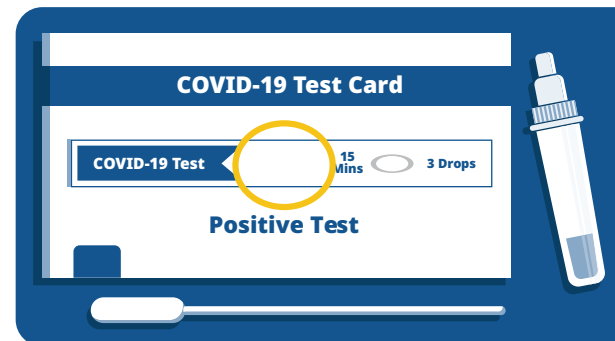 COVID-19 Test Card
COVID-19 Test
15
Mins
3 Drops
Positive Test